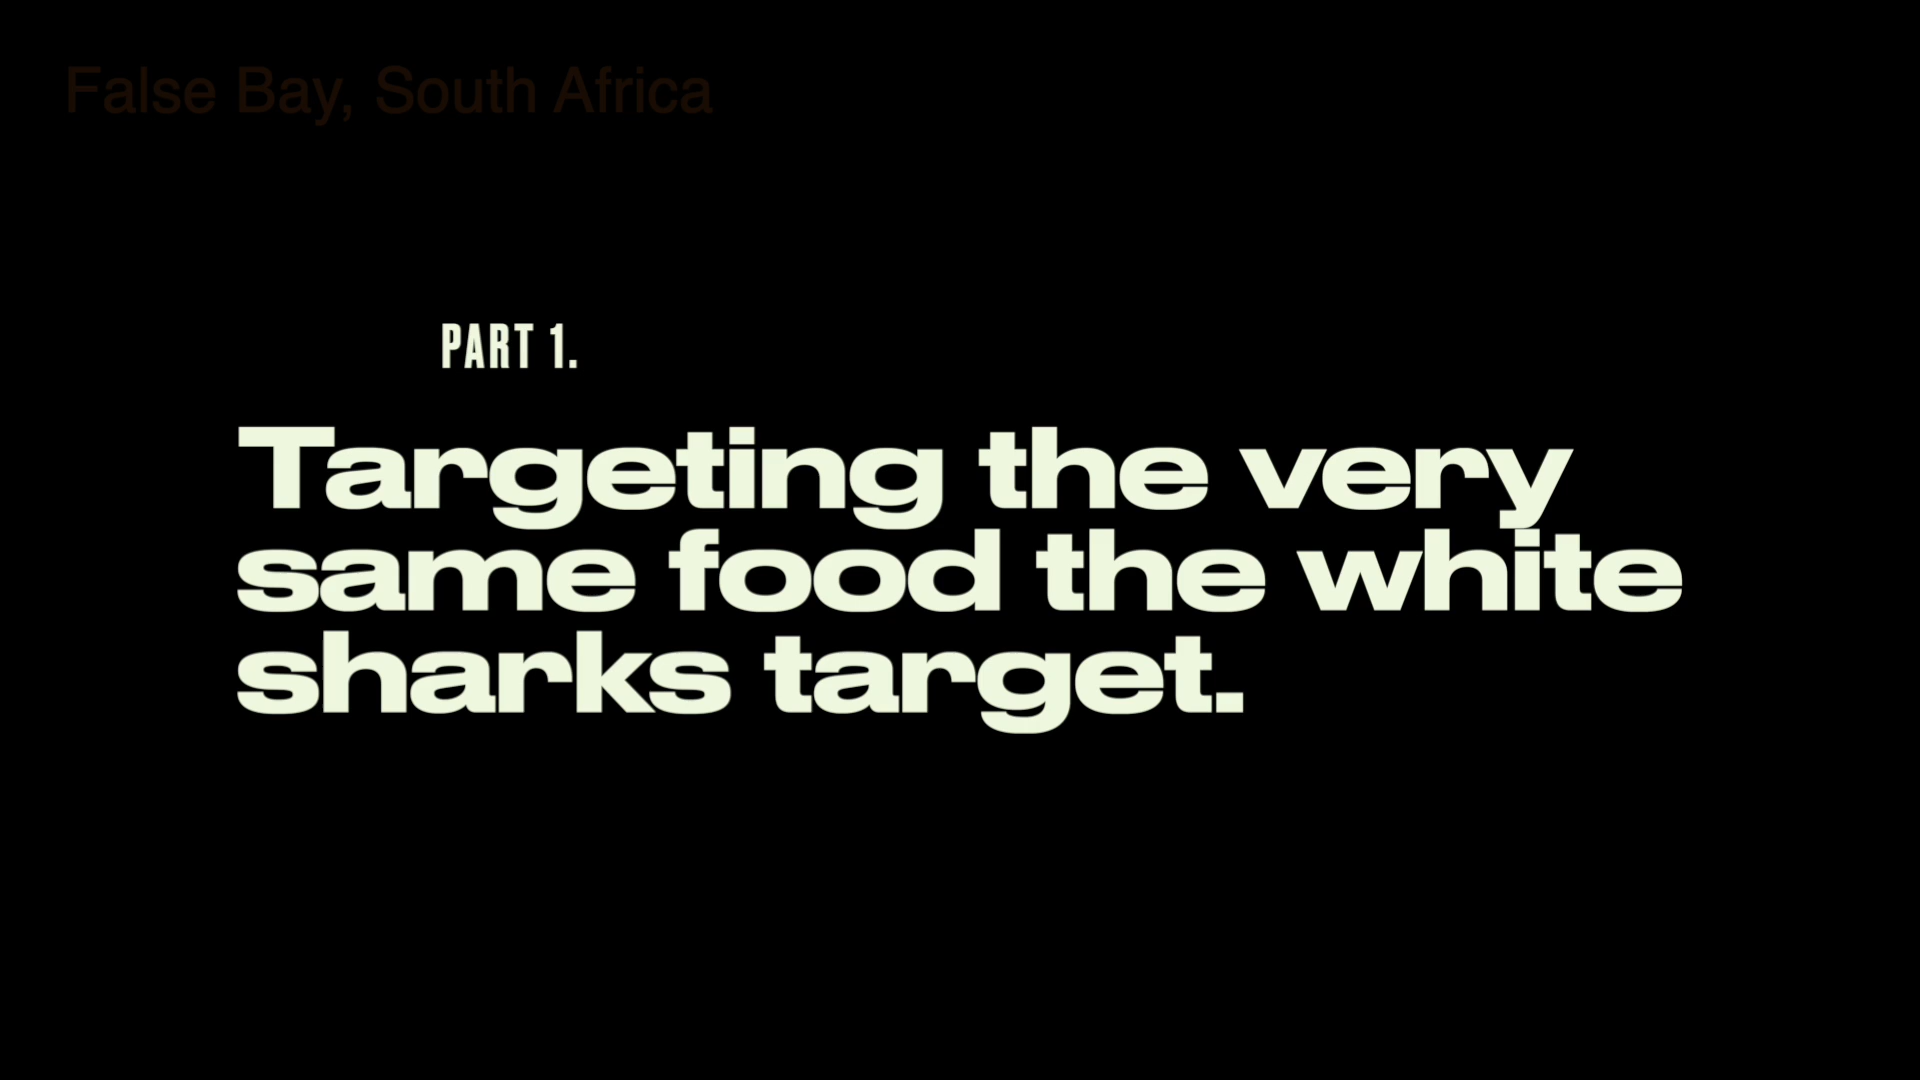 False Bay, South Africa
PART 1.
Targeting the very
same food the white
sharks target.